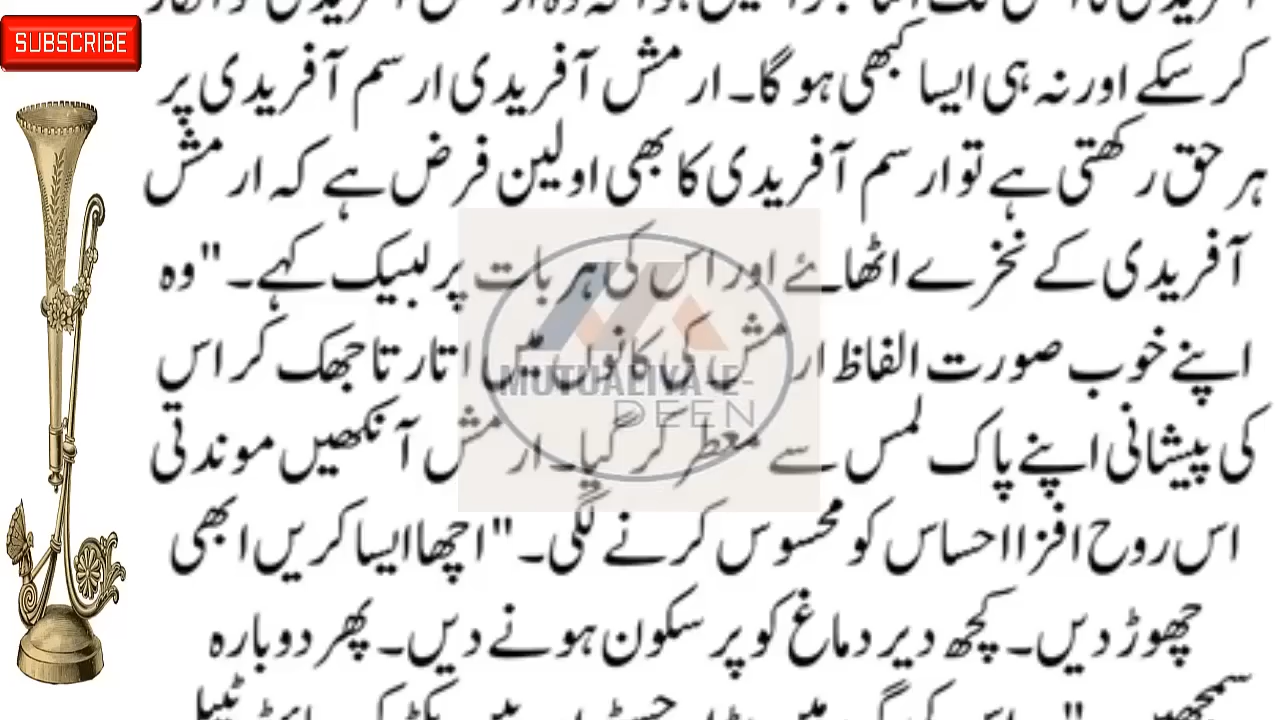 SUBSCRIBE
کر سکے اور نہ ہی ایسا کبھی ہو گا۔ ارمش آفریدی ارسم آفریدی پر
ہر حق رکھتی ہے تو ارسم آفریدی کا بھی اولین فرض ہے کہ ارمش
آفریدی کے نخرے اٹھائے اور اس کی ہر بات پر لبیک کہے۔" وہ
اپنے خوب صورت الفاظ ارمش کی کانوں میں اتارتا جھک کر اس
کی پیشانی اپنے پاک لمس سے معطر کر گیا۔ ارمش آنکھیں موندتی
اس روح افزا احساس کو محسوس کرنے لگی۔ "اچھا ایسا کریں ابھی
چھوڑ دیں۔ کچھ دیر دماغ کو پر سکون ہونے دیں۔ پھر دوبارہ
MUTUALIYA-E-
DEEN